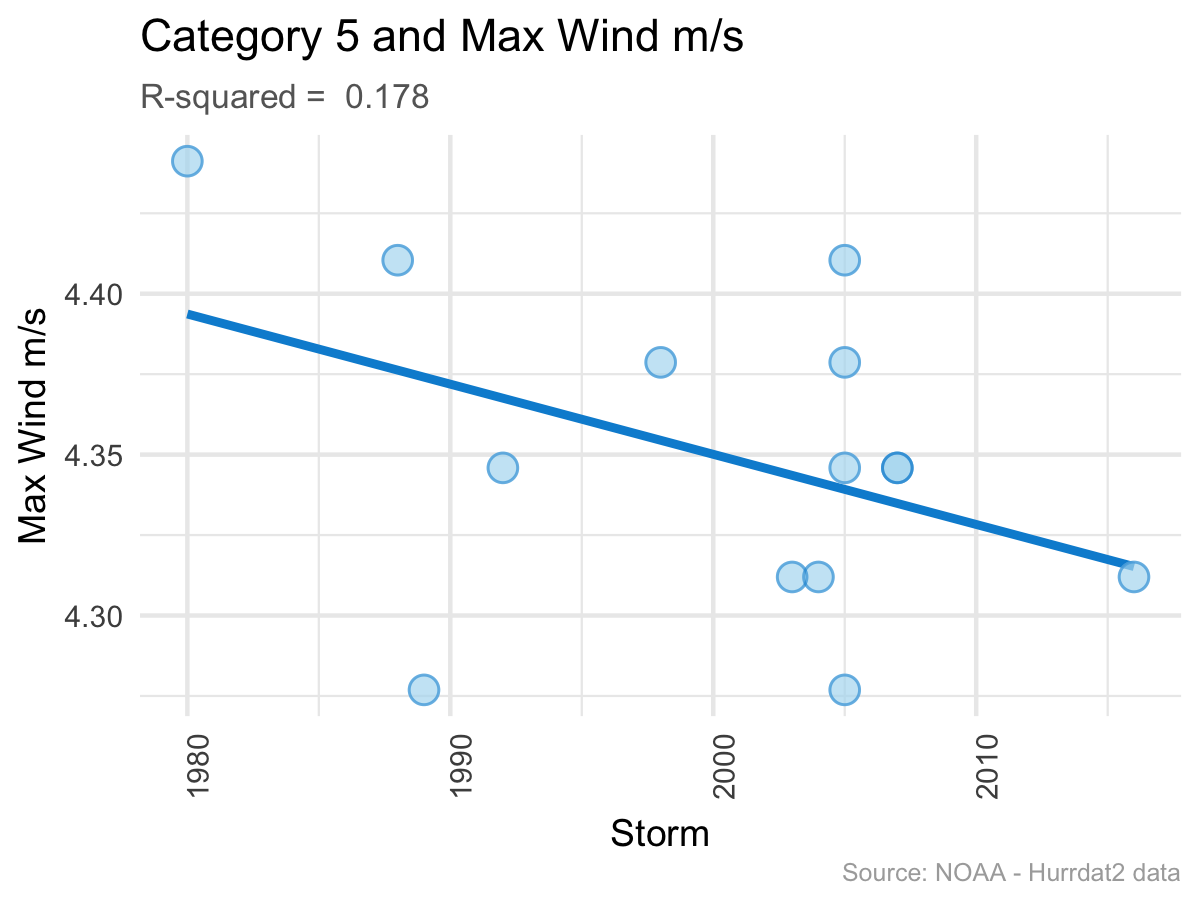 Category 5 and Max Wind m/s
R-squared =  0.178
Max Wind m/s
4.40
4.35
4.30
1980
1990
2000
2010
Storm
Source: NOAA - Hurrdat2 data